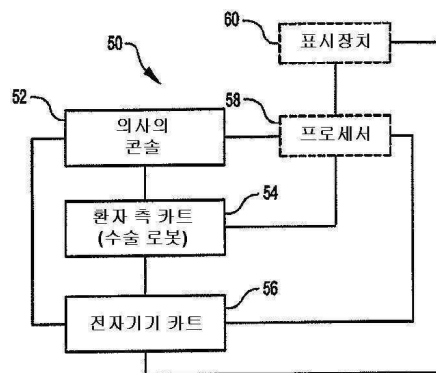 60
표시장치
50
52
58
의사의
콘솔
프로세서
54
환자 측 카트
(수술 로봇)
56
전자기기 카트